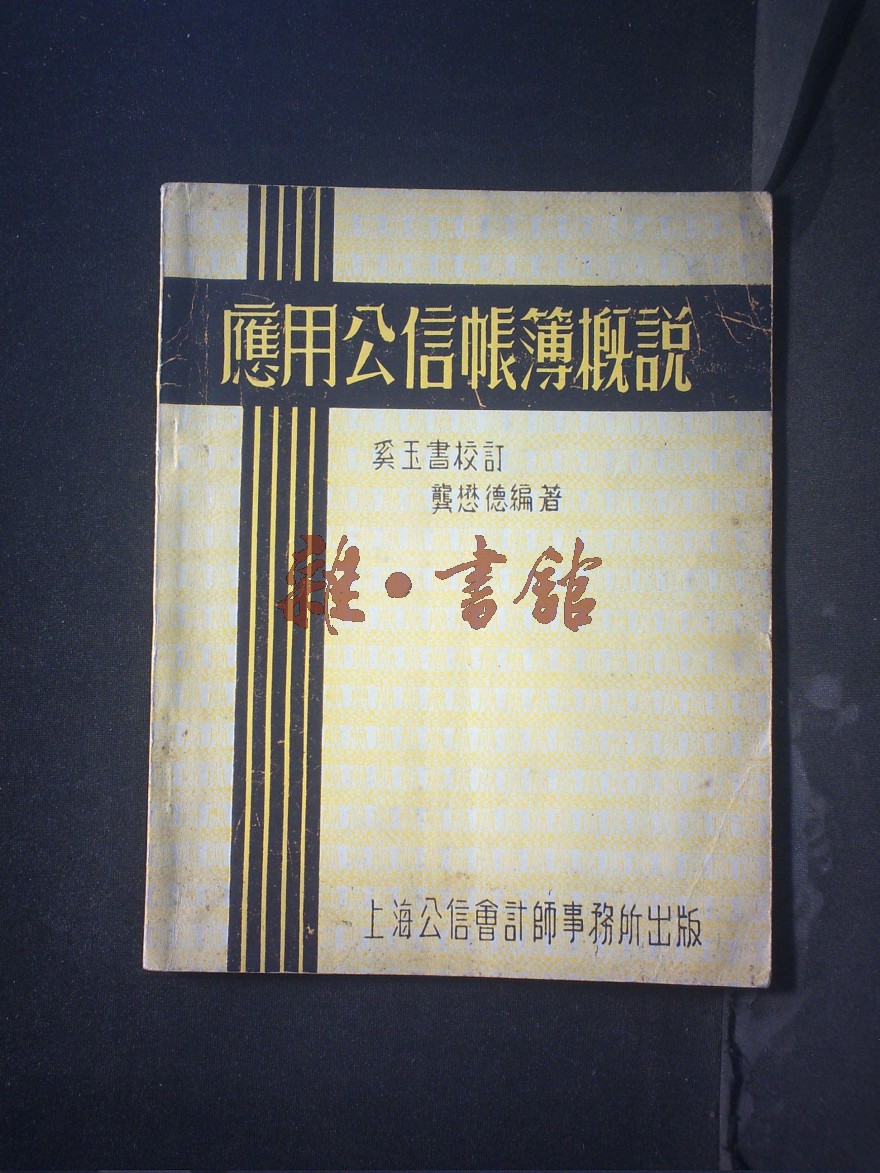 應用公信帳簿概説
奚玉書校訂
龔懋德編著
雜·書館
上海公信會計師事務所出版